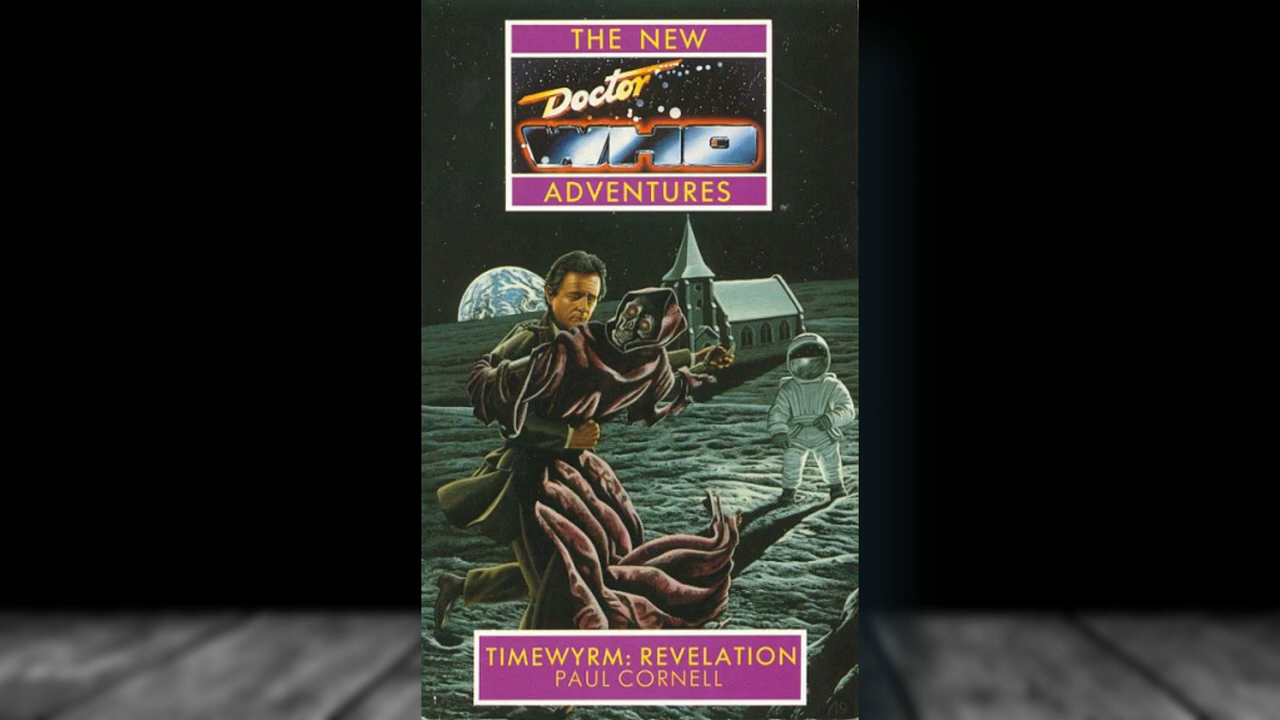 THE NEW
Doctor
WHO
ADVENTURES
TIMEWYRM: REVELATION
PAUL CORNELL